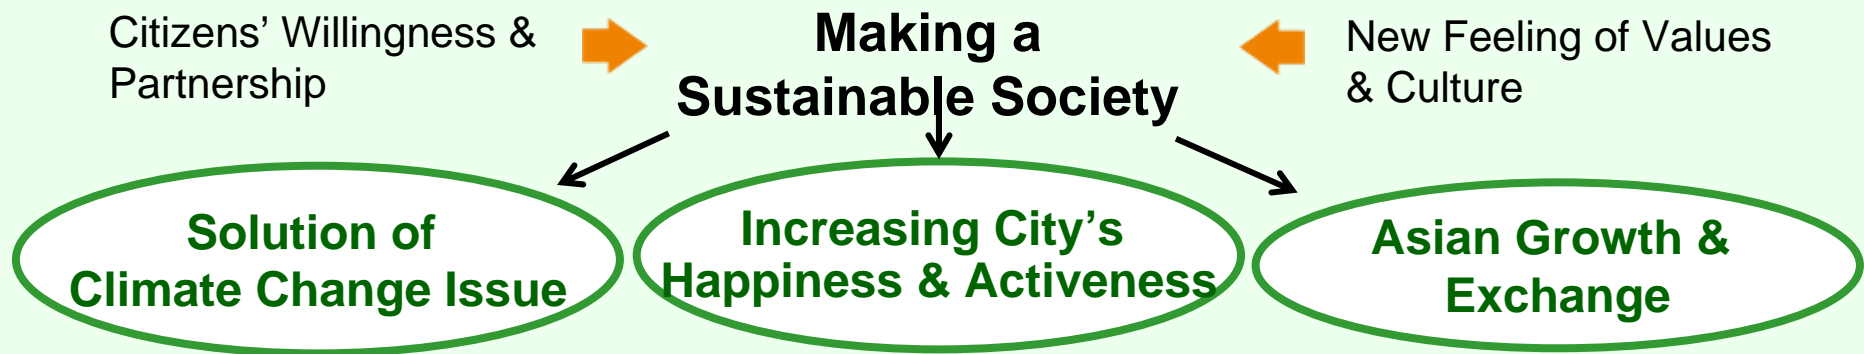 Citizens’ Willingness &
Partnership
Making a
Sustainable Society
New Feeling of Values
& Culture
Solution of
Climate Change Issue
Increasing City’s
Happiness & Activeness
Asian Growth &
Exchange